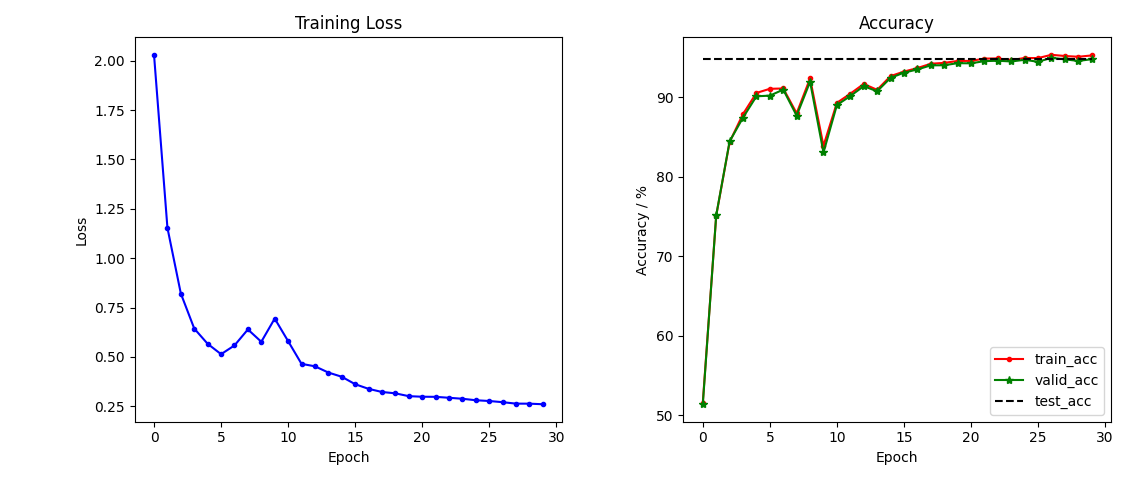 Training Loss
2.00
1.75
1.50
1.25
1.00
0.75
0.50
0.25
Loss
0 5 10 15 20 25 30
Epoch
Accuracy
90
80
70
60
50
Accuracy / %
train_acc
valid_acc
test_acc
0 5 10 15 20 25 30
Epoch